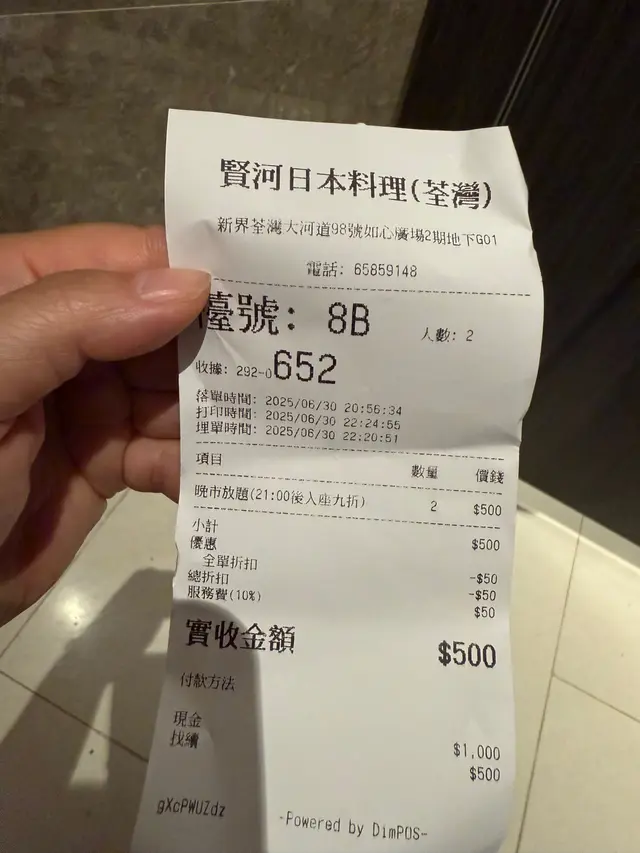 賢河日本料理(荃灣)
新界荃灣大河道98號如心廣場2期地下G01
電話: 65859148
檯號: 8B 人數: 2
收據: 292-0652
落單時間: 2025/06/30 20:56:34
打印時間: 2025/06/30 22:24:55
埋單時間: 2025/06/30 22:20:51
項目 數量 價錢
晚市放題(21:00後入座九折) 2 $500
小計 $500
優惠
全單折扣 -$50
總折扣 -$50
服務費(10%) $50
實收金額 $500
付款方法
現金 $1,000
找續 $500
gXcPWUZdz -Powered by DimPOS-